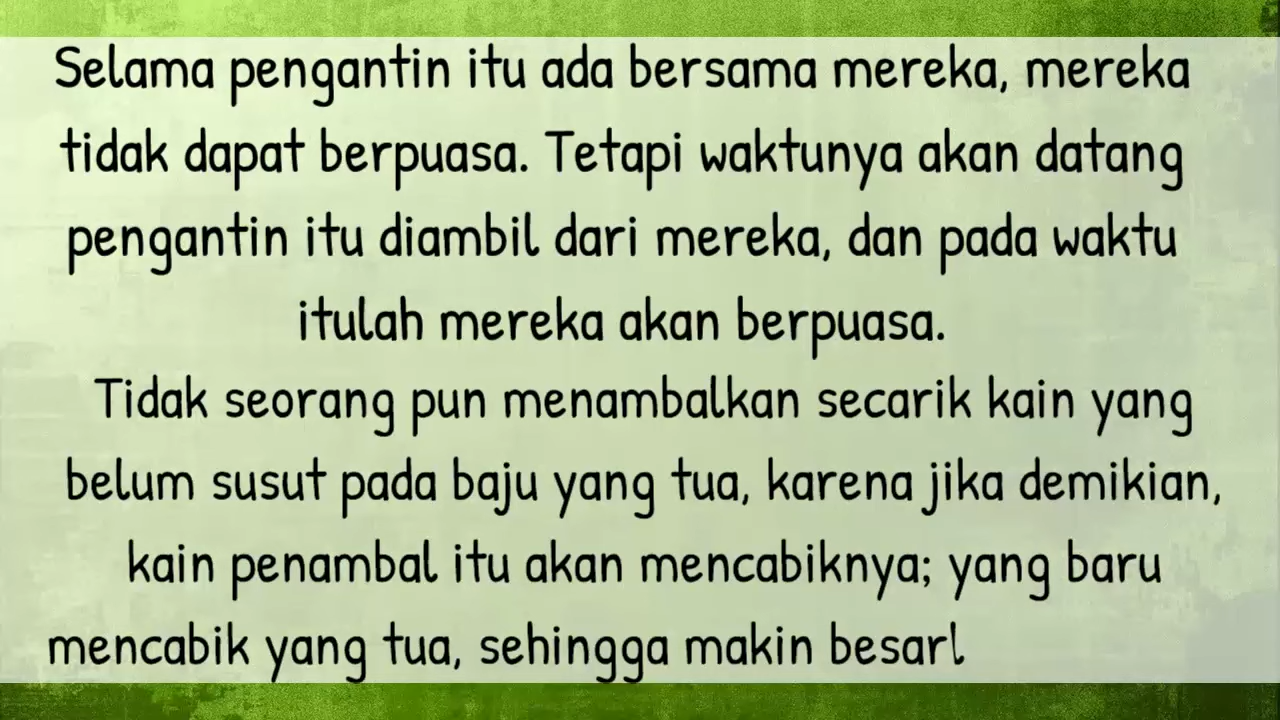 Selama pengantin itu ada bersama mereka, mereka
tidak dapat berpuasa. Tetapi waktunya akan datang
pengantin itu diambil dari mereka, dan pada waktu
itulah mereka akan berpuasa.
Tidak seorang pun menambalkan secarik kain yang
belum susut pada baju yang tua, karena jika demikian,
kain penambal itu akan mencabiknya; yang baru
mencabik yang tua, sehingga makin besarl